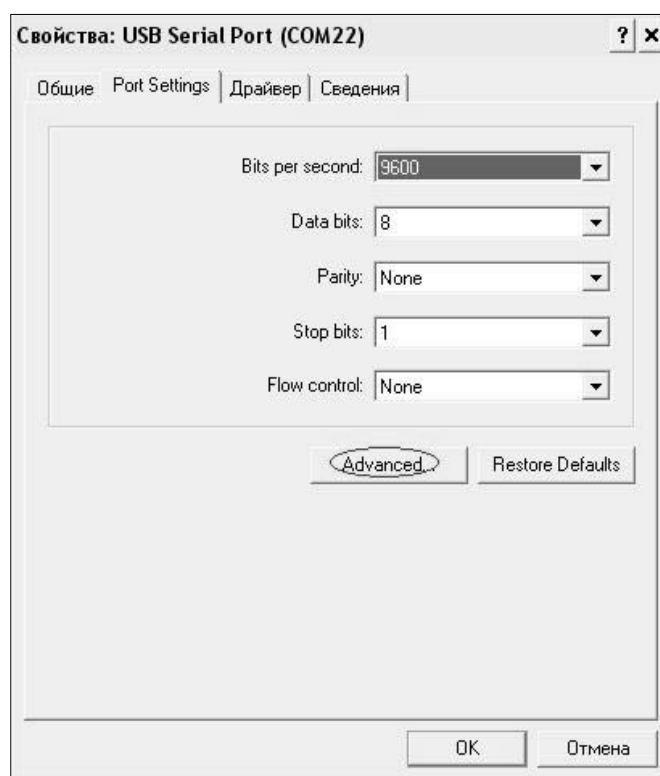 Свойства: USB Serial Port (COM22) ? ×
Общие Port Settings Драйвер Сведения
Bits per second: 9600
Data bits: 8
Parity: None
Stop bits: 1
Flow control: None
Advanced... Restore Defaults
OK Отмена